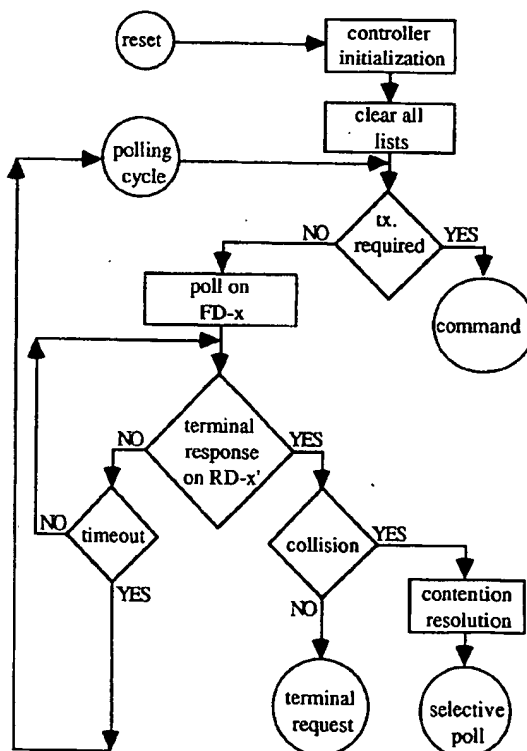 reset
controller
initialization
clear all
lists
polling
cycle
tx.
required
NO
YES
poll on
FD-x
command
terminal
response
on RD-x'
NO
YES
timeout
NO
YES
collision
YES
NO
contention
resolution
terminal
request
selective
poll